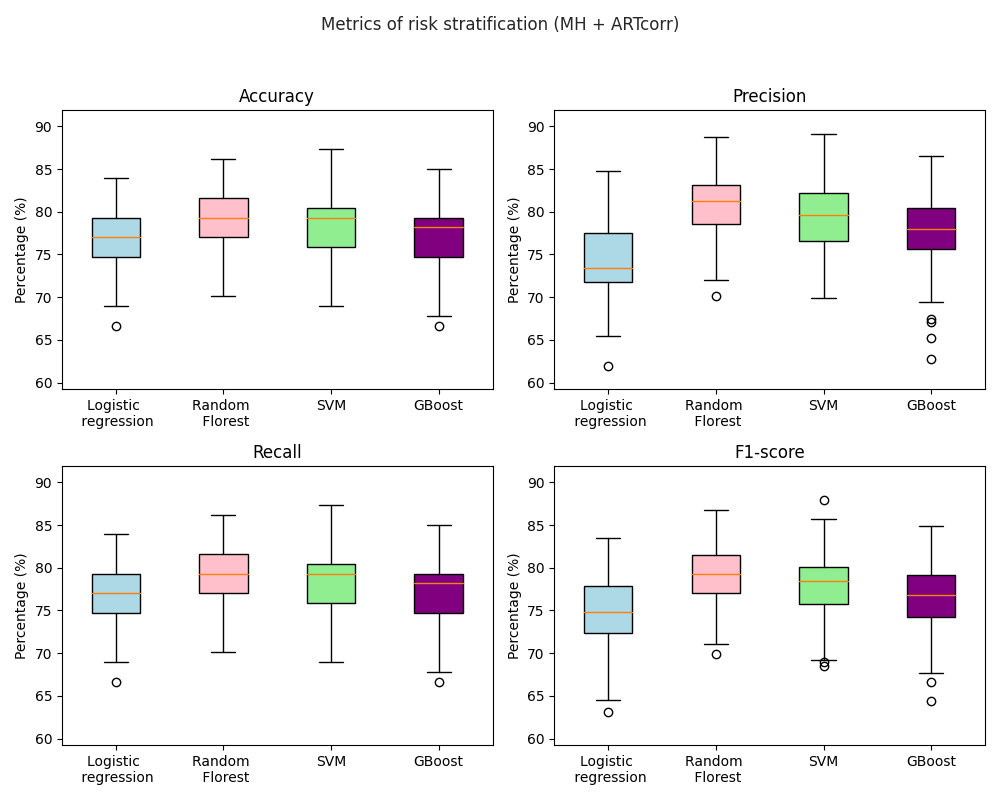 Metrics of risk stratification (MH + ARTcorr)
Accuracy
Percentage (%)
90
85
80
75
70
65
60
Logistic
regression
Random
Florest
SVM
GBoost
Precision
Percentage (%)
90
85
80
75
70
65
60
Logistic
regression
Random
Florest
SVM
GBoost
Recall
Percentage (%)
90
85
80
75
70
65
60
Logistic
regression
Random
Florest
SVM
GBoost
F1-score
Percentage (%)
90
85
80
75
70
65
60
Logistic
regression
Random
Florest
SVM
GBoost